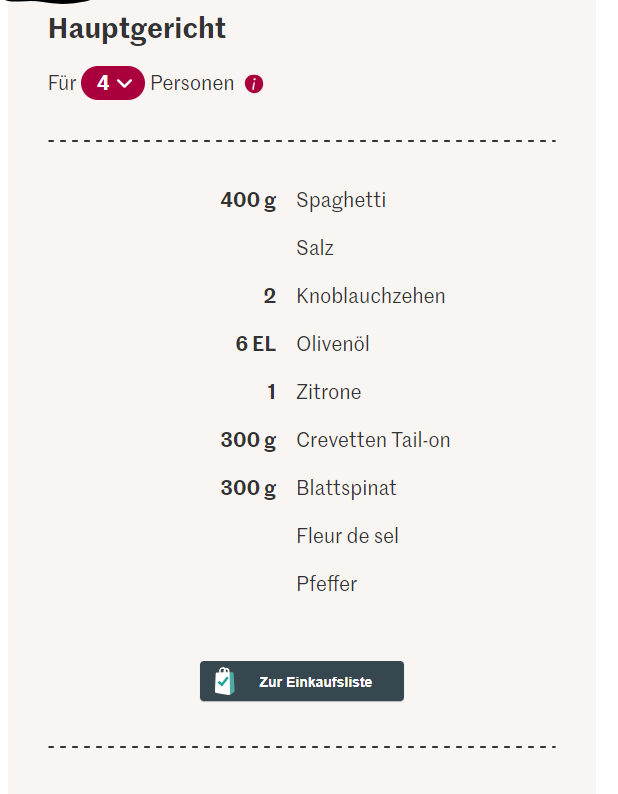 Hauptgericht
Für 4 Personen i
400 g Spaghetti
Salz
2 Knoblauchzehen
6 EL Olivenöl
1 Zitrone
300 g Crevetten Tail-on
300 g Blattspinat
Fleur de sel
Pfeffer
Zur Einkaufsliste